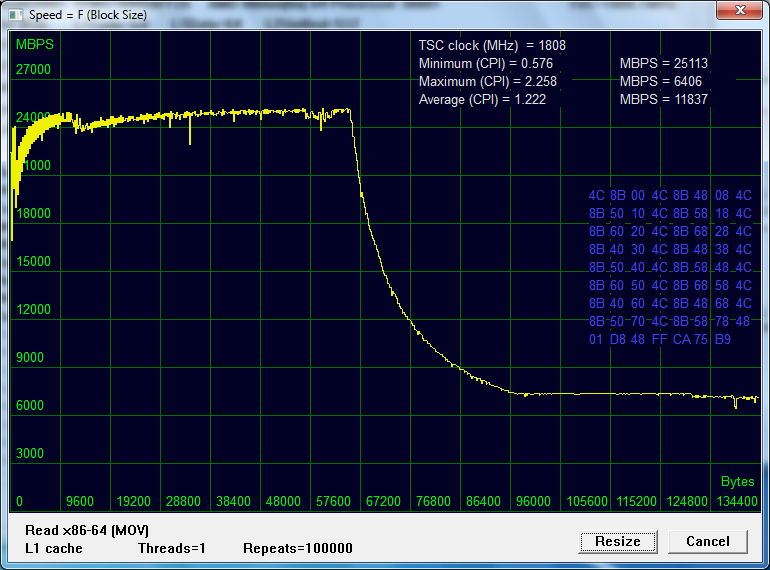 Speed = F (Block Size)
MBPS
TSC clock (MHz) = 1808
Minimum (CPI) = 0.576 MBPS = 25113
Maximum (CPI) = 2.258 MBPS = 6406
Average (CPI) = 1.222 MBPS = 11837
27000
24000
1000
18000
15000
12000
9000
6000
3000
4C 8B 00 4C 8B 48 08 4C
8B 50 10 4C 8B 58 18 4C
8B 60 20 4C 8B 68 28 4C
8B 40 30 4C 8B 48 38 4C
8B 50 40 4C 8B 58 48 4C
8B 60 50 4C 8B 68 58 4C
8B 40 60 4C 8B 48 68 4C
8B 50 70 4C 8B 58 78 48
01 D8 48 FF CA 75 B9
Bytes
0 9600 19200 28800 38400 48000 57600 67200 76800 86400 96000 105600 115200 124800 134400
Read x86-64 (MOV)
L1 cache Threads=1 Repeats=100000
Resize Cancel